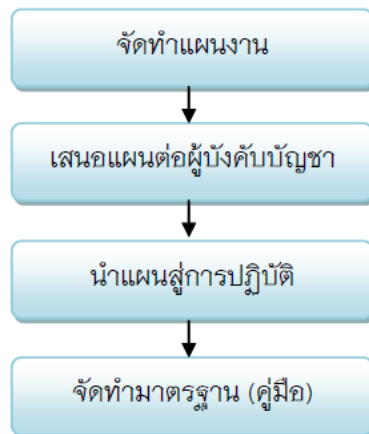 จัดทำแผนงาน
เสนอแผนต่อผู้บังคับบัญชา
นำแผนสู่การปฏิบัติ
จัดทำมาตรฐาน (คู่มือ)